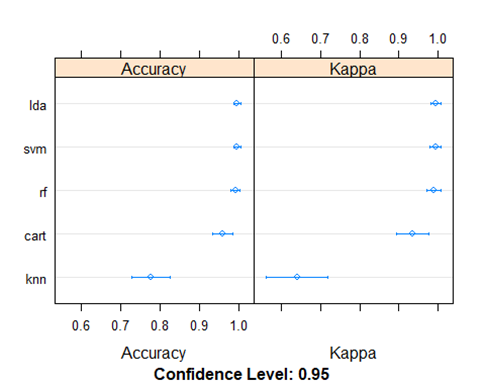 0.6 0.7 0.8 0.9 1.0
Accuracy Kappa
lda
svm
rf
cart
knn
0.6 0.7 0.8 0.9 1.0
Accuracy Kappa
Confidence Level: 0.95